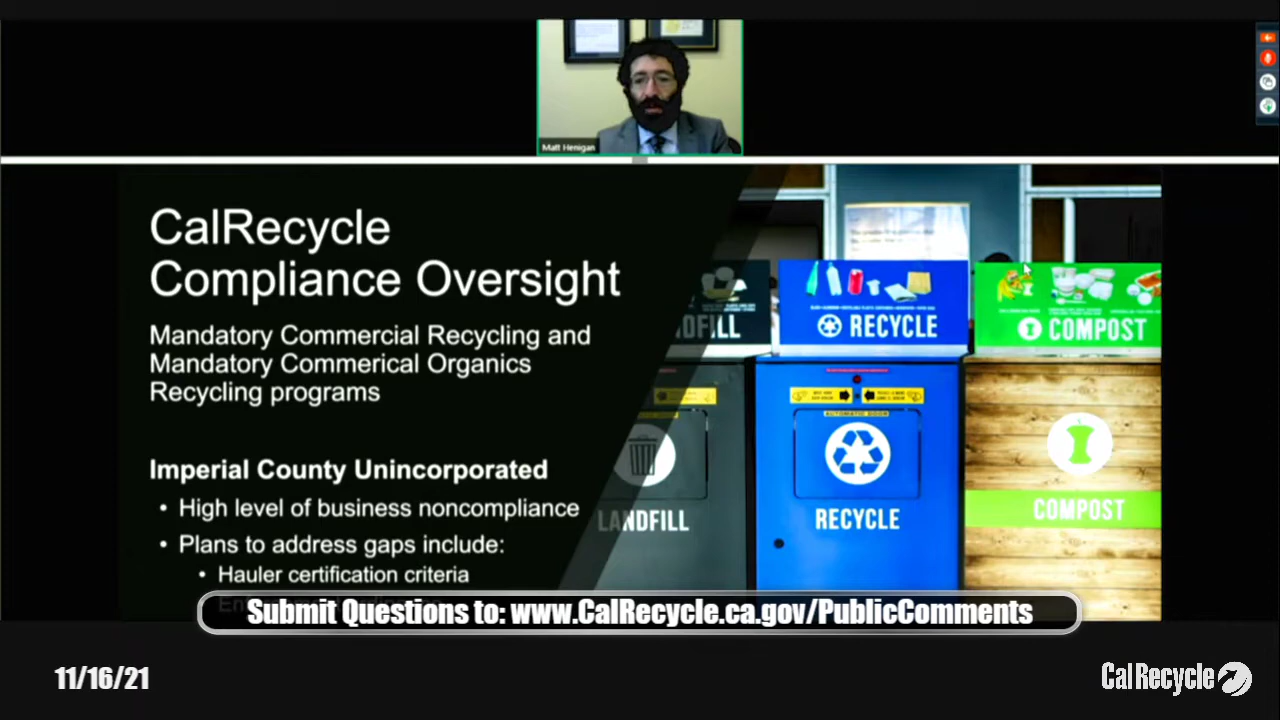 Matt Henigan
CalRecycle
Compliance Oversight
Mandatory Commercial Recycling and
Mandatory Commerical Organics
Recycling programs
Imperial County Unincorporated
• High level of business noncompliance
• Plans to address gaps include:
• Hauler certification criteria
RECYCLE
COMPOST
AUTOMATIC DOOR
LANDFILL
RECYCLE
COMPOST
Submit Questions to: www.CalRecycle.ca.gov/PublicComments
11/16/21
CalRecycle